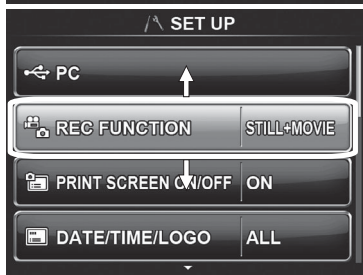 SET UP
PC
REC FUNCTION STILL+MOVIE
PRINT SCREEN ON/OFF ON
DATE/TIME/LOGO ALL